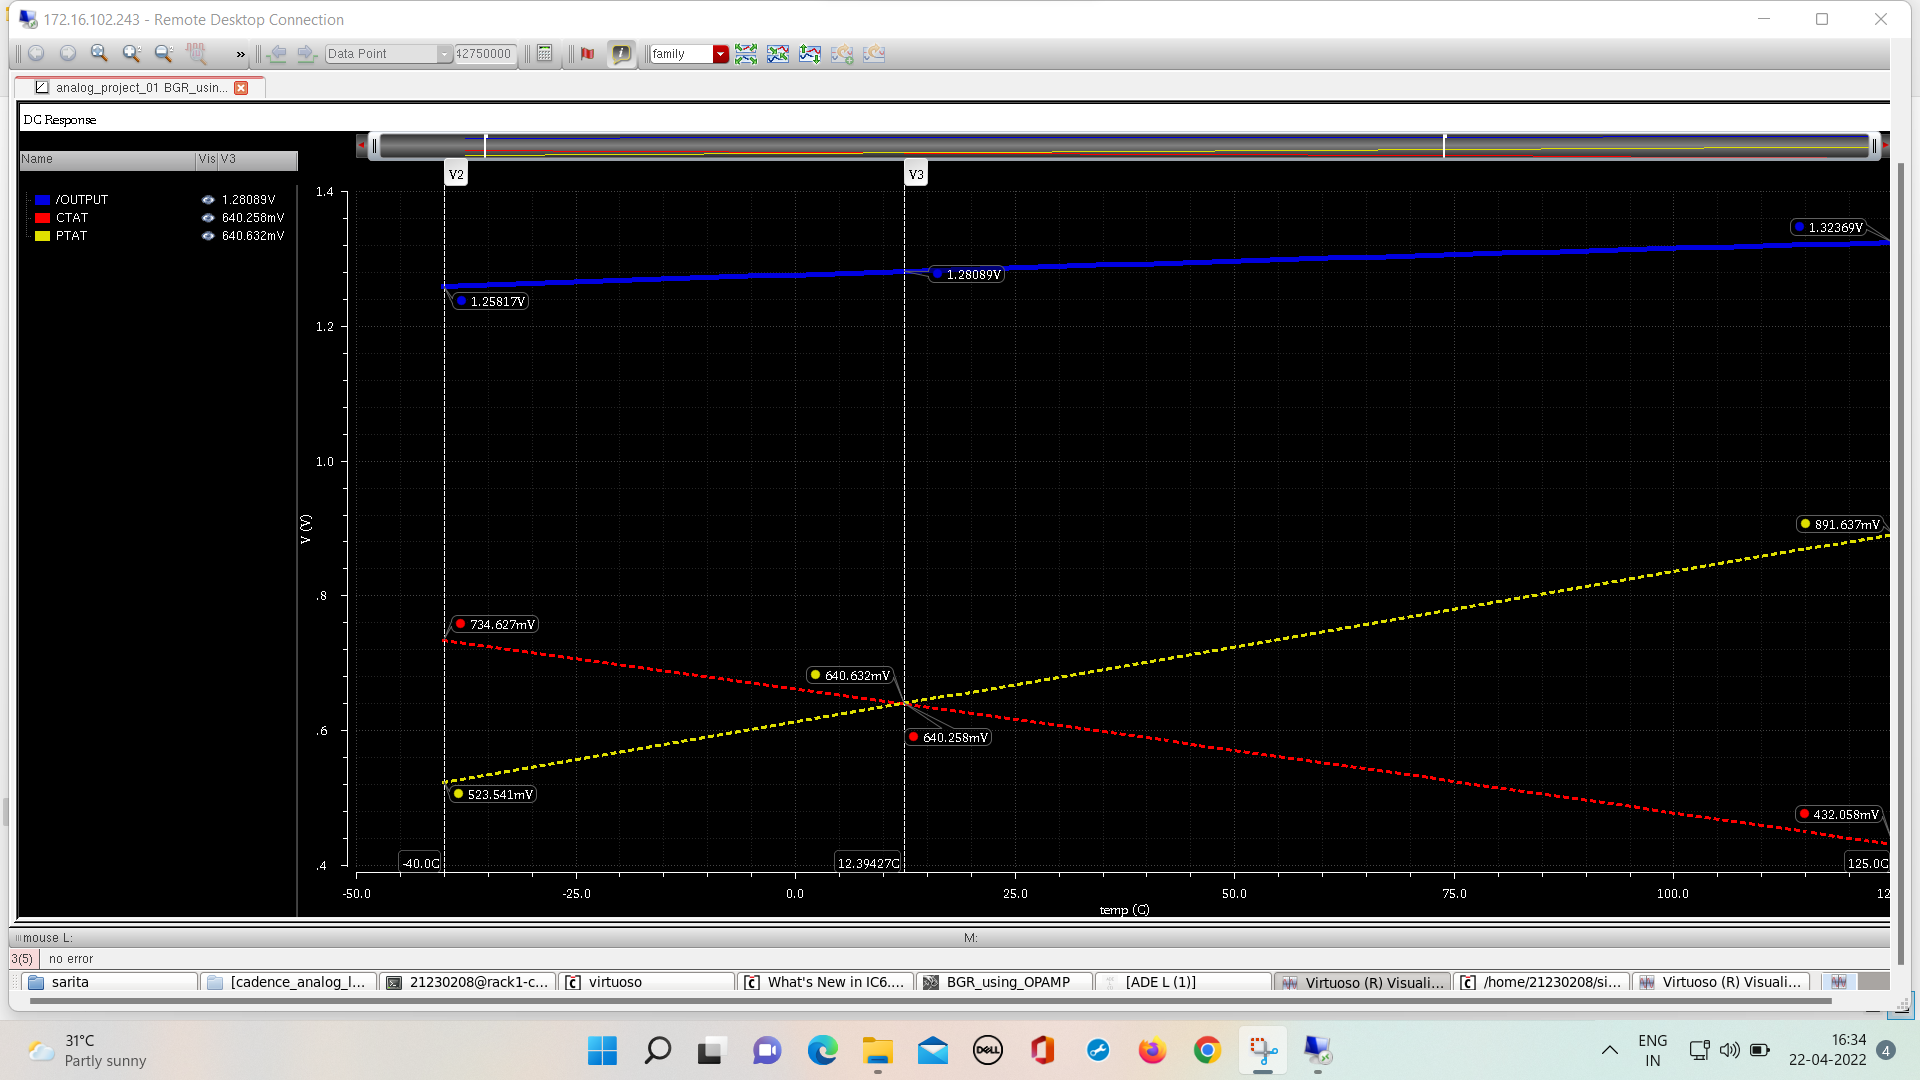 172.16.102.243 - Remote Desktop Connection
» Data Point 42750000 family
analog_project_01 BGR_usin...
DC Response
Name Vis V3
/OUTPUT 1.28089V
CTAT 640.258mV
PTAT 640.632mV
V2 V3
1.4
1.2
1.0
.8
.6
.4
V (V)
1.32369V
1.28089V
1.25817V
891.637mV
734.627mV
640.632mV
640.258mV
523.541mV
432.058mV
-40.0C 12.39427C 125.0C
-50.0 -25.0 0.0 25.0 50.0 75.0 100.0 12
temp (C)
mouse L: M:
3(5) no error
sarita [cadence_analog_l... 21230208@rack1-c... virtuoso What's New in IC6.... BGR_using_OPAMP [ADE L (1)] Virtuoso (R) Visuali... /home/21230208/si... Virtuoso (R) Visuali...
31°C
Partly sunny
DELL
ENG
IN
16:34
22-04-2022
4